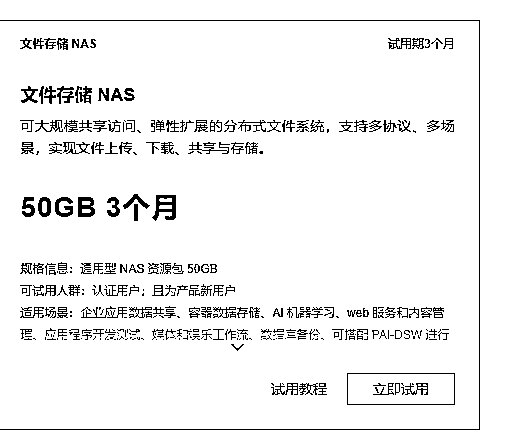 文件存储 NAS
试用期3个月
文件存储 NAS
可大规模共享访问、弹性扩展的分布式文件系统，支持多协议、多场
景，实现文件上传、下载、共享与存储。
50GB 3个月
规格信息：通用型 NAS 资源包 50GB
可试用人群：认证用户；且为产品新用户
适用场景：企业应用数据共享、容器数据存储、AI 机器学习、web 服务和内容管
理、应用程序开发测试、媒体和娱乐工作流、数据库备份、可搭配 PAI-DSW 进行
试用教程
立即试用